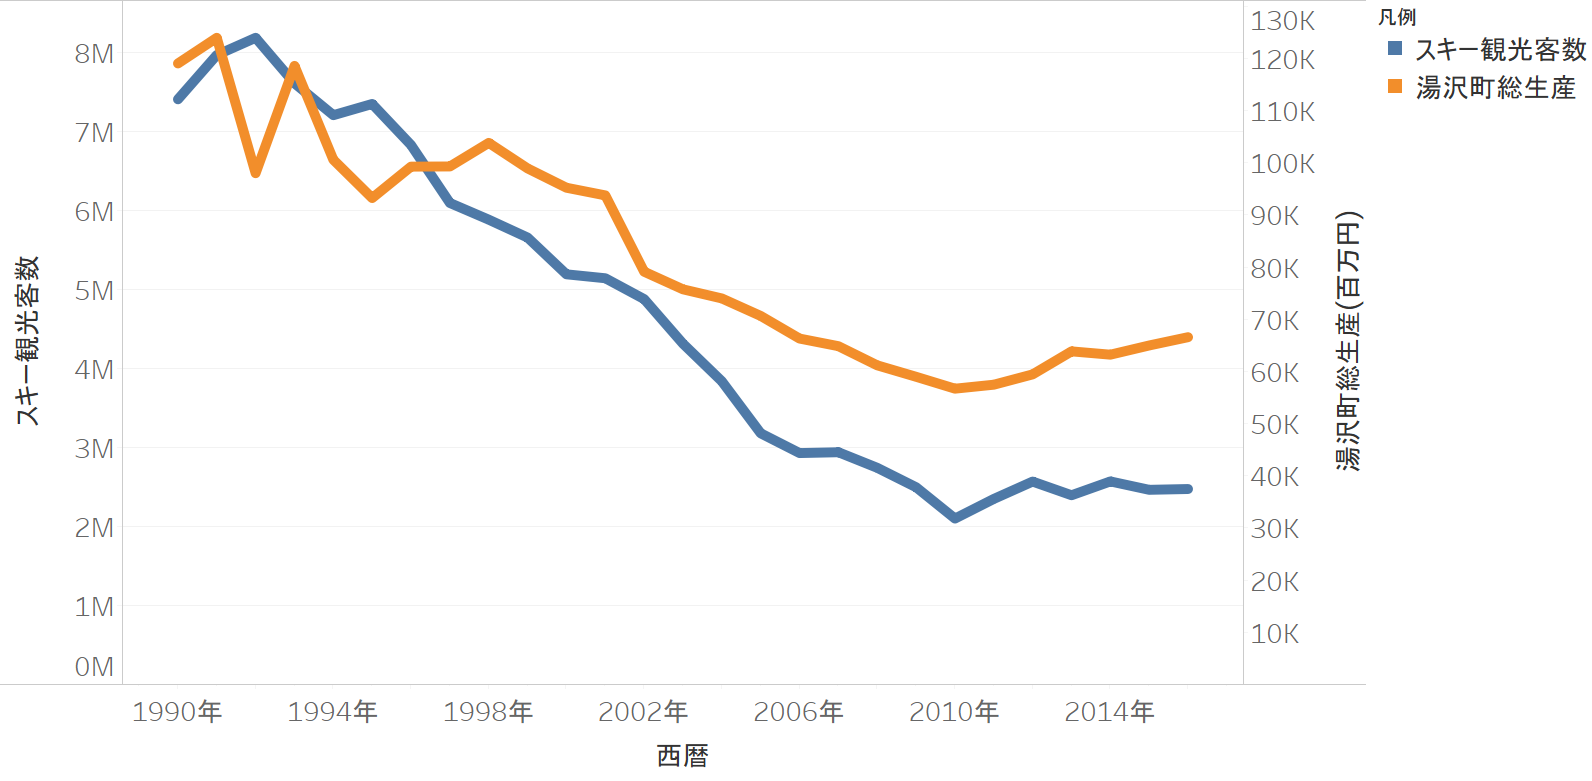 凡例
スキー観光客数
湯沢町総生産
スキー観光客数
8M
7M
6M
5M
4M
3M
2M
1M
0M
130K
120K
110K
100K
90K
80K
70K
60K
50K
40K
30K
20K
10K
湯沢町総生産(百万円)
1990年 1994年 1998年 2002年 2006年 2010年 2014年
西暦